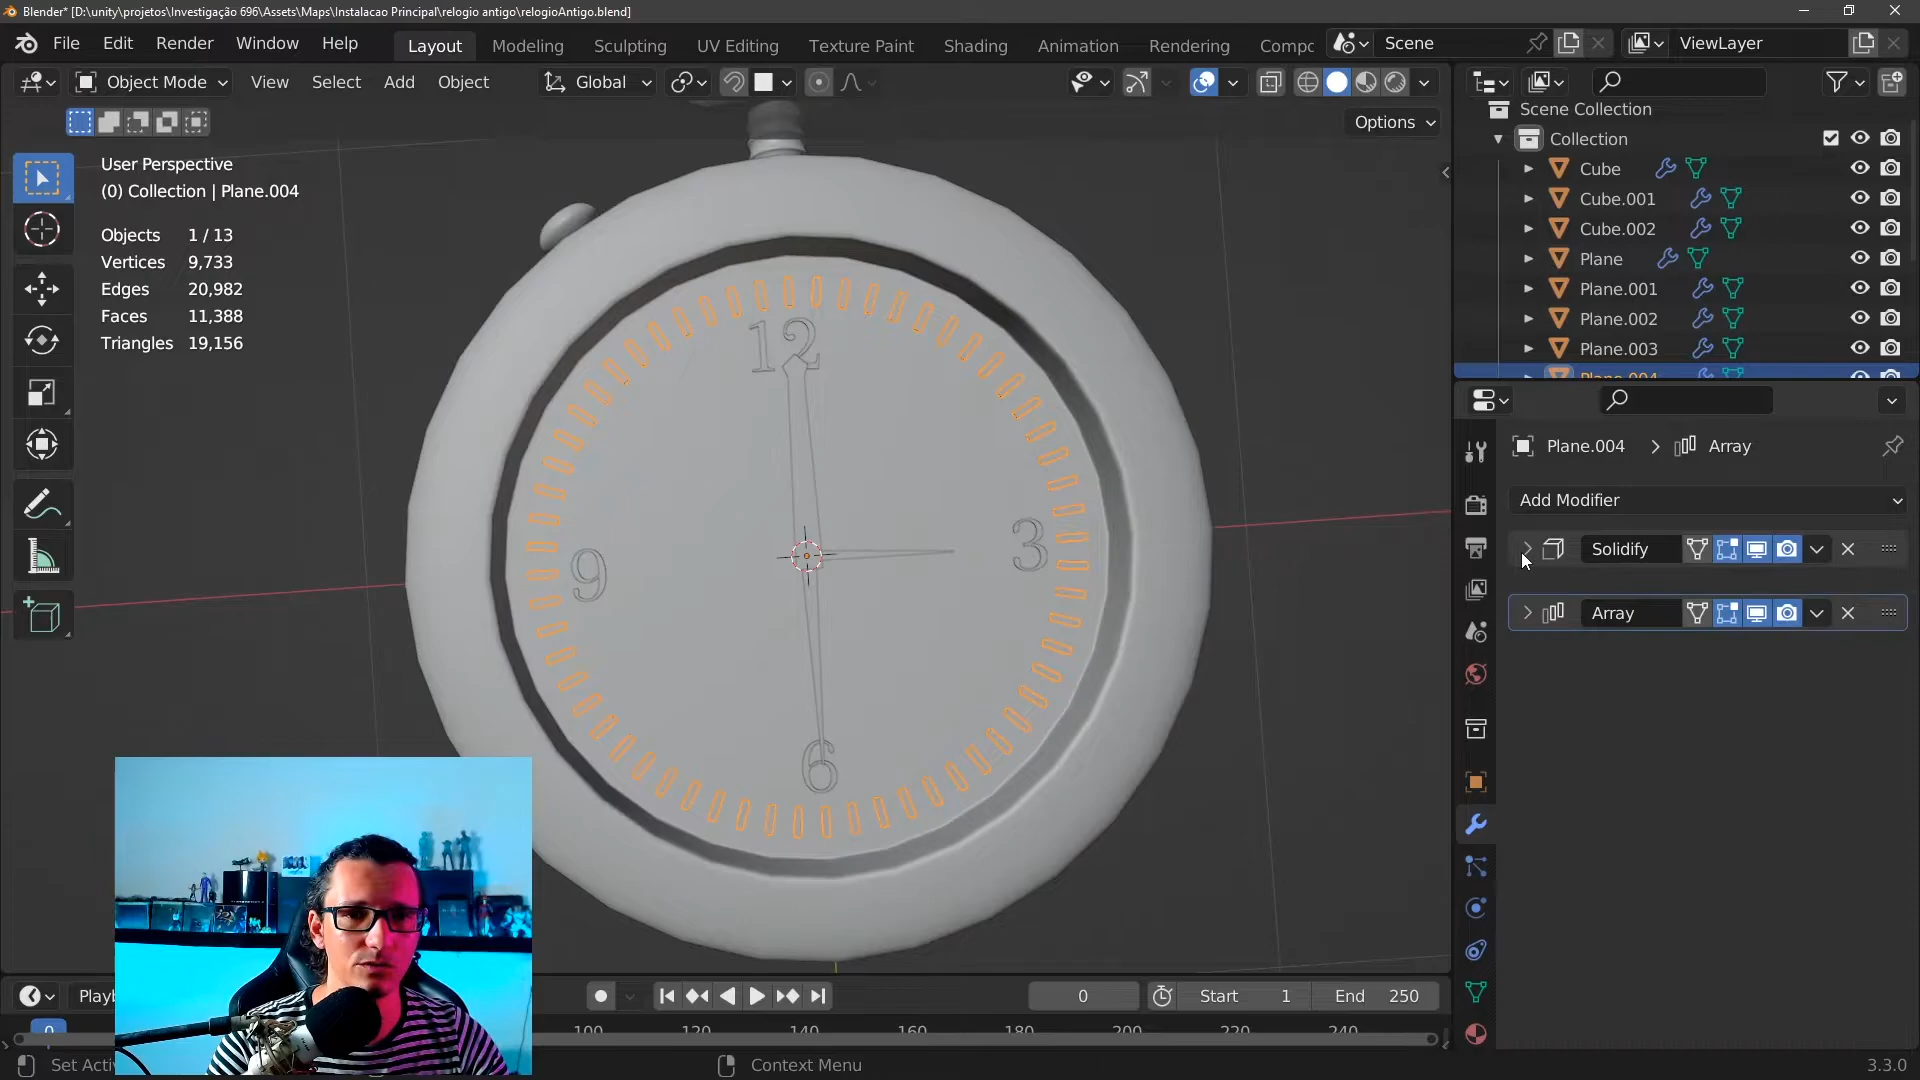 Blender* [D:\unity\projetos\Investigação 696\Assets\Maps\Instalacao Principal\relogio antigo\relogioAntigo.blend]
File Edit Render Window Help Layout Modeling Sculpting UV Editing Texture Paint Shading Animation Rendering Compc Scene ViewLayer
Object Mode View Select Add Object Global
Options
User Perspective
(0) Collection | Plane.004
Objects 1 / 13
Vertices 9,733
Edges 20,982
Faces 11,388
Triangles 19,156
12
3
9
6
Scene Collection
Collection
Cube
Cube.001
Cube.002
Plane
Plane.001
Plane.002
Plane.003
Plane.004
Plane.004 > Array
Add Modifier
Solidify
Array
Playb 0 Start 1 End 250
0 100 120 140 160 180 200 220 240
Set Acti Context Menu 3.3.0